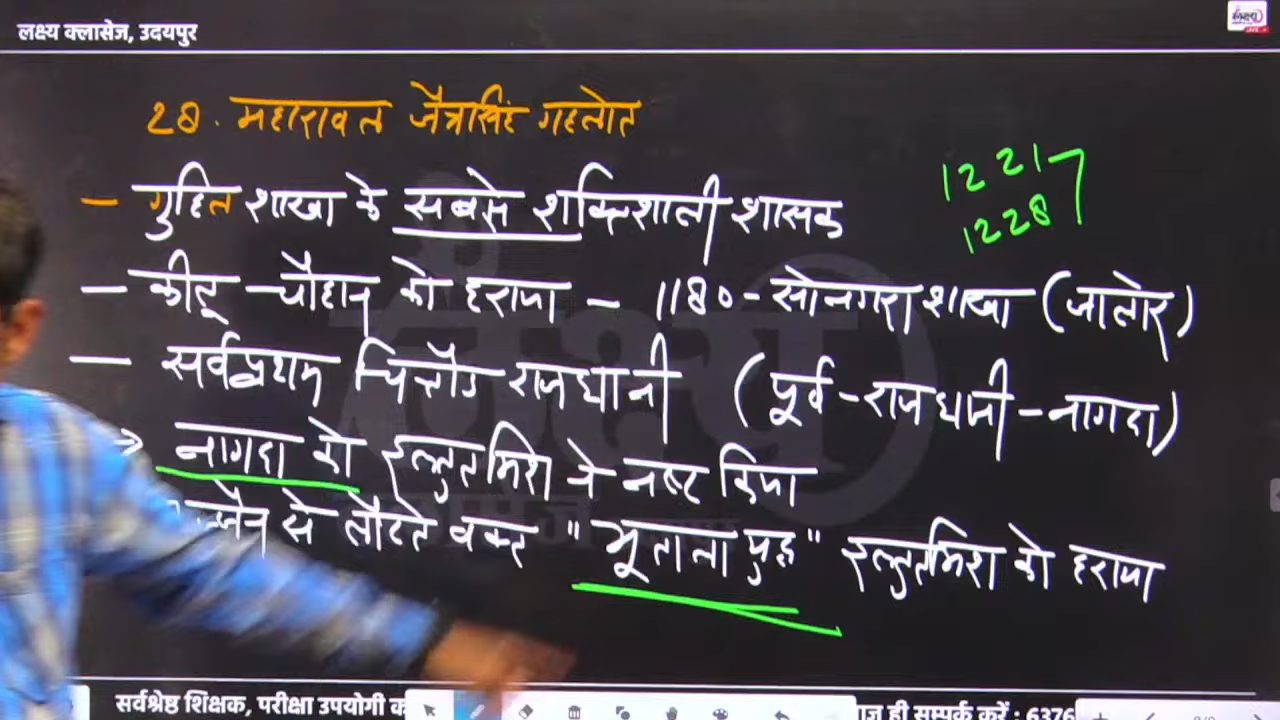 लक्ष्य क्लासेज, उदयपुर
28. महारावल जैत्रसिंह गहलोत
1221
1228
- गुहिल शाखा के सबसे शक्तिशाली शासक
- कीतू -चौहान को हराया - 1180-सोनगरा शाखा (जालोर)
- सर्वप्रथम चित्तौड राजधानी (पूर्व-राजधानी-नागदा)
→ नागदा को इल्तुतमिश ने नष्ट किया
से लौटते वक्त "भूताला युद्ध" इल्तुतमिश को हराया
सर्वश्रेष्ठ शिक्षक, परीक्षा उपयोगी
ही सम्पर्क करें : 6376